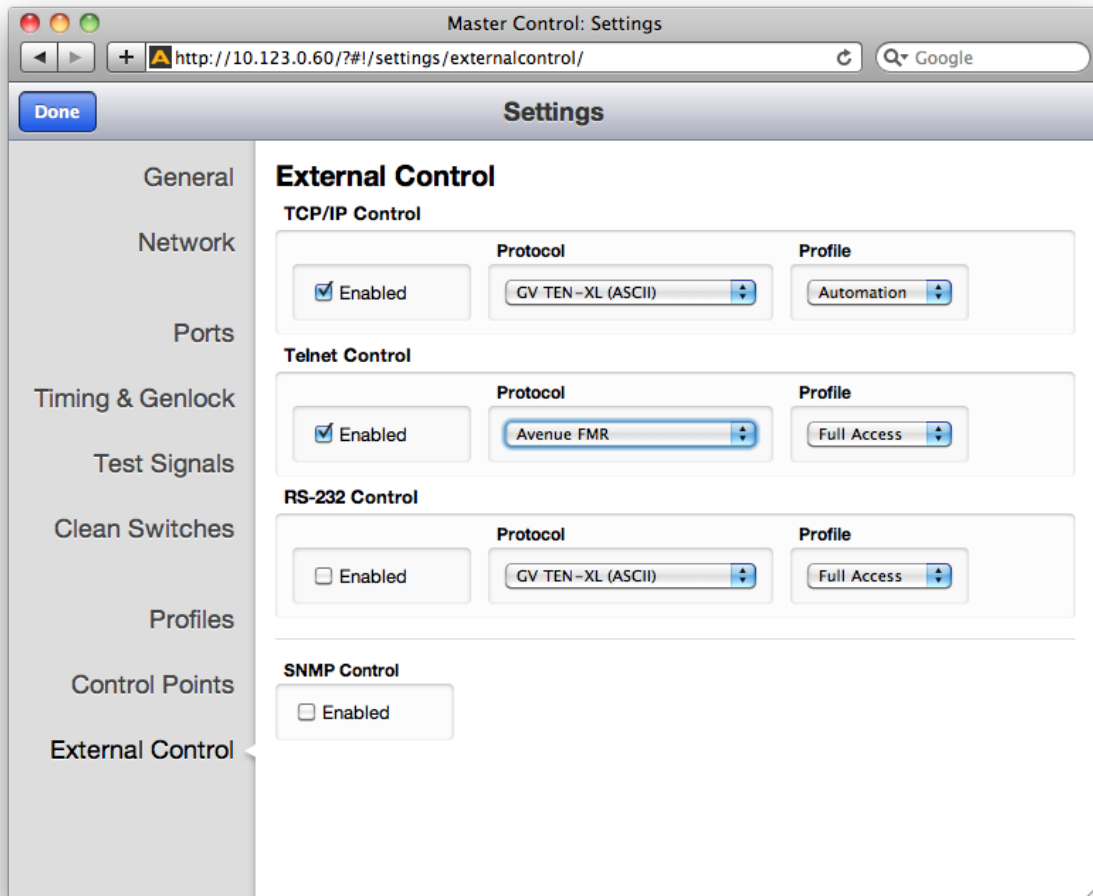 Master Control: Settings
http://10.123.0.60/?#!/settings/externalcontrol/
Google
Done
Settings
General
Network
Ports
Timing & Genlock
Test Signals
Clean Switches
Profiles
Control Points
External Control
External Control
TCP/IP Control
Protocol Profile
Enabled GV TEN-XL (ASCII) Automation
Telnet Control
Protocol Profile
Enabled Avenue FMR Full Access
RS-232 Control
Protocol Profile
Enabled GV TEN-XL (ASCII) Full Access
SNMP Control
Enabled